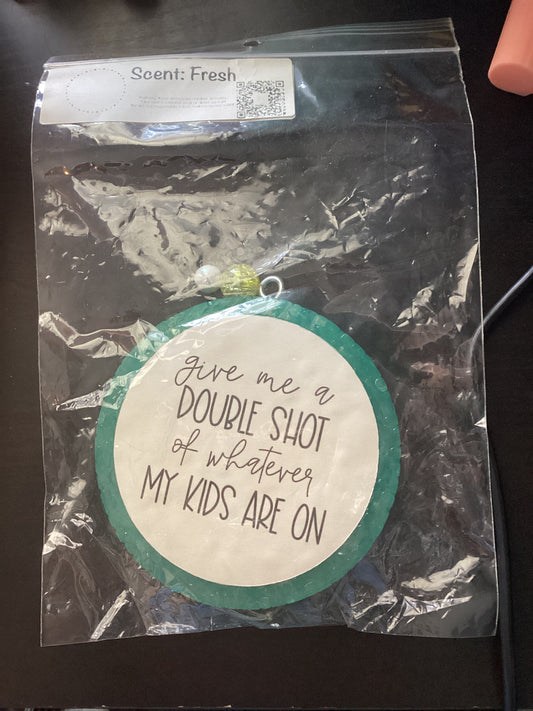 Scent: Fresh
give me a
DOUBLE SHOT
of whatever
MY KIDS ARE ON